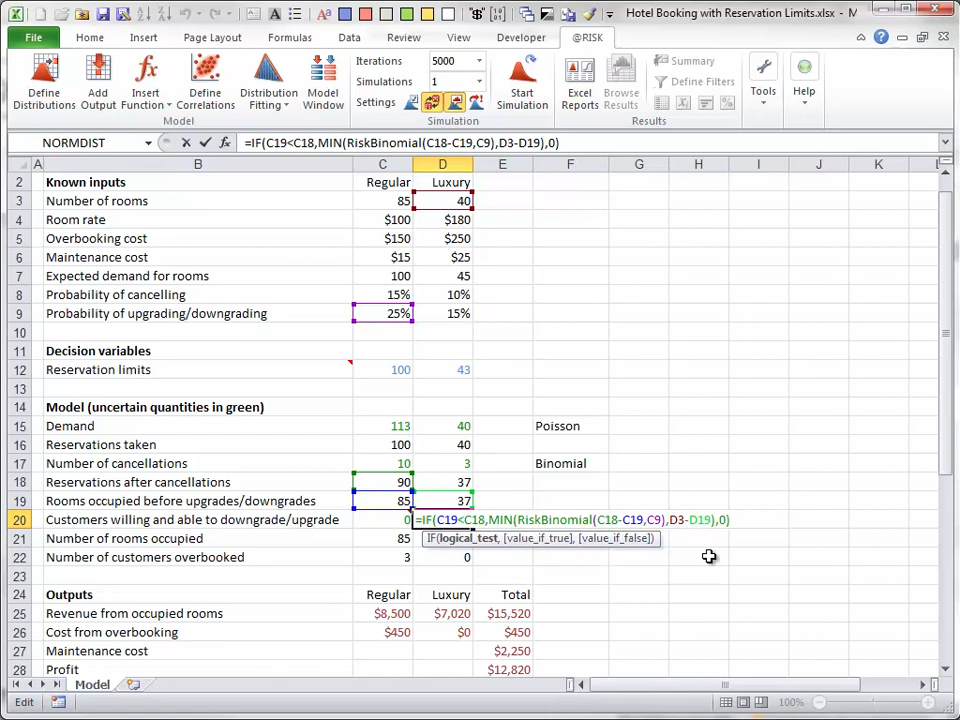 Hotel Booking with Reservation Limits.xlsx - M
File Home Insert Page Layout Formulas Data Review View Developer @RISK
Define Distributions
Add Output
Insert Function
Define Correlations
Distribution Fitting
Model Window
Model
Iterations 5000
Simulations 1
Settings
Start Simulation
Simulation
Excel Reports
Browse Results
Summary
Define Filters
Results
Tools
Help
NORMDIST =IF(C19<C18,MIN(RiskBinomial(C18-C19,C9),D3-D19),0)
A B C D E F G H I J K L
2 Known inputs Regular Luxury
3 Number of rooms 85 40
4 Room rate $100 $180
5 Overbooking cost $150 $250
6 Maintenance cost $15 $25
7 Expected demand for rooms 100 45
8 Probability of cancelling 15% 10%
9 Probability of upgrading/downgrading 25% 15%
10
11 Decision variables
12 Reservation limits 100 43
13
14 Model (uncertain quantities in green)
15 Demand 113 40 Poisson
16 Reservations taken 100 40
17 Number of cancellations 10 3 Binomial
18 Reservations after cancellations 90 37
19 Rooms occupied before upgrades/downgrades 85 37
20 Customers willing and able to downgrade/upgrade 0 =IF(C19<C18,MIN(RiskBinomial(C18-C19,C9),D3-D19),0)
IF(logical_test, [value_if_true], [value_if_false])
21 Number of rooms occupied 85
22 Number of customers overbooked 3 0
23
24 Outputs Regular Luxury Total
25 Revenue from occupied rooms $8,500 $7,020 $15,520
26 Cost from overbooking $450 $0 $450
27 Maintenance cost $2,250
28 Profit $12,820
Model
Edit 100%